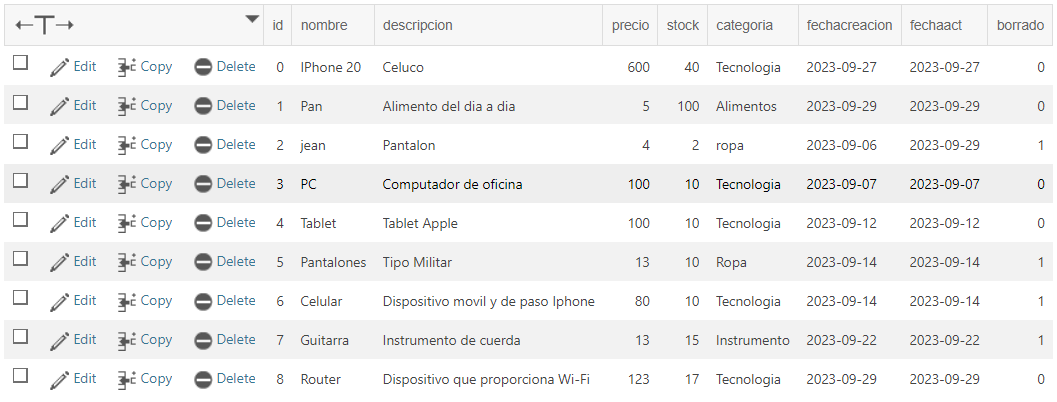 id nombre descripcion precio stock categoria fechacreacion fechaact borrado
Edit Copy Delete 0 IPhone 20 Celuco 600 40 Tecnologia 2023-09-27 2023-09-27 0
Edit Copy Delete 1 Pan Alimento del dia a dia 5 100 Alimentos 2023-09-29 2023-09-29 0
Edit Copy Delete 2 jean Pantalon 4 2 ropa 2023-09-06 2023-09-29 1
Edit Copy Delete 3 PC Computador de oficina 100 10 Tecnologia 2023-09-07 2023-09-07 0
Edit Copy Delete 4 Tablet Tablet Apple 100 10 Tecnologia 2023-09-12 2023-09-12 0
Edit Copy Delete 5 Pantalones Tipo Militar 13 10 Ropa 2023-09-14 2023-09-14 1
Edit Copy Delete 6 Celular Dispositivo movil y de paso Iphone 80 10 Tecnologia 2023-09-14 2023-09-14 1
Edit Copy Delete 7 Guitarra Instrumento de cuerda 13 15 Instrumento 2023-09-22 2023-09-22 1
Edit Copy Delete 8 Router Dispositivo que proporciona Wi-Fi 123 17 Tecnologia 2023-09-29 2023-09-29 0